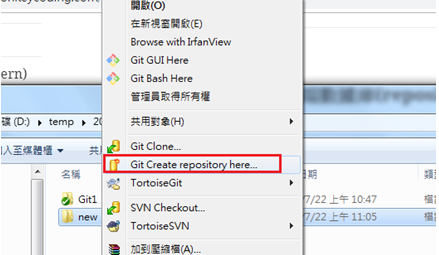 nkeycoding.com
開啟(O)
在新視窗開啟(E)
Browse with IrfanView
Git GUI Here
Git Bash Here
管理員取得所有權
共用對象(H)
Git Clone...
Git Create repository here...
TortoiseGit
SVN Checkout...
TortoiseSVN
加到壓縮檔(A)...
ern)
碟 (D:) ▸ temp ▸ 20
加入至媒體櫃 ▾
名稱
Git1
new
/7/22 上午 10:47
/7/22 上午 11:05